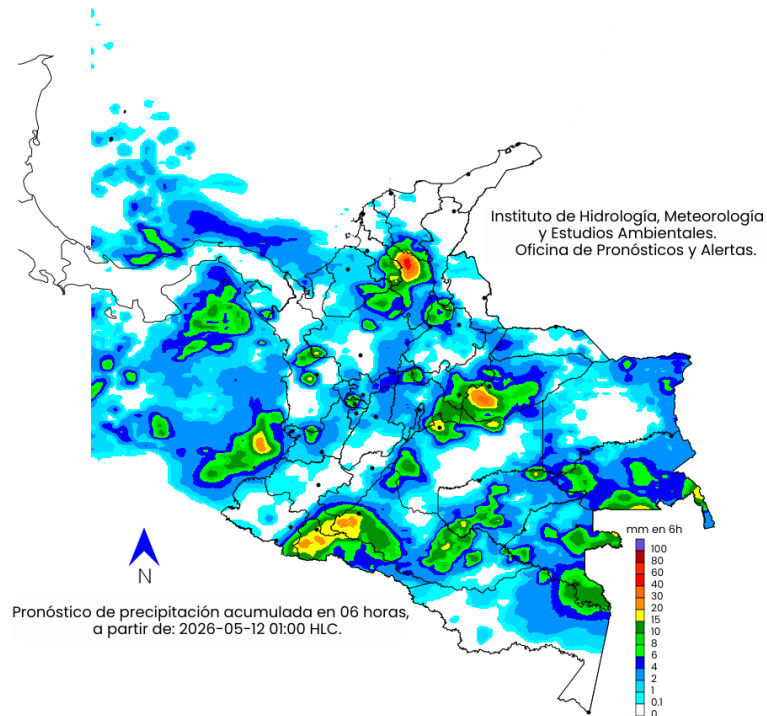 Instituto de Hidrología, Meteorología
y Estudios Ambientales.
Oficina de Pronósticos y Alertas.
mm en 6h
100
80
60
40
30
20
15
10
8
6
4
2
1
0.1
0
N
Pronóstico de precipitación acumulada en 06 horas,
a partir de: 2026-05-12 01:00 HLC.